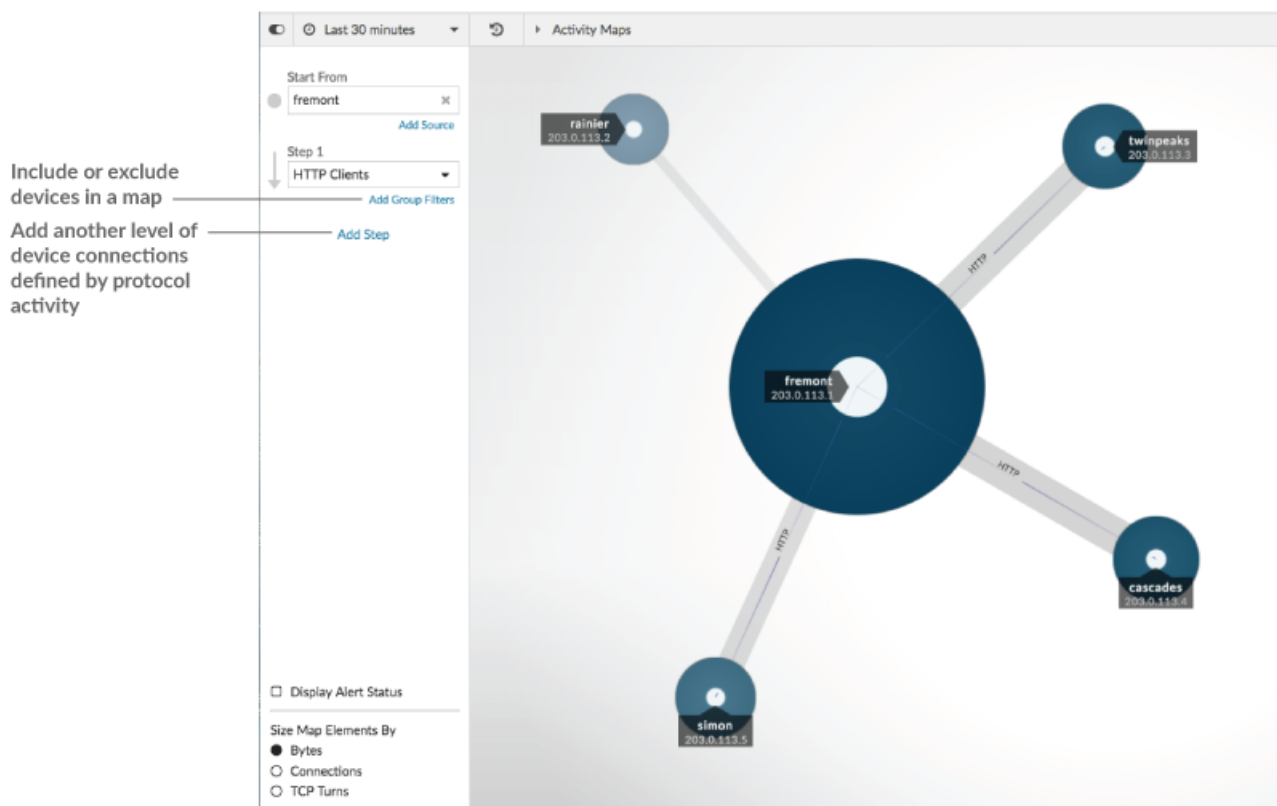 Last 30 minutes
Activity Maps
Start From
fremont
Add Source
Step 1
HTTP Clients
Add Group Filters
Add Step
Include or exclude
devices in a map
Add another level of
device connections
defined by protocol
activity
rainier
203.0.113.2
twinpeaks
203.0.113.3
HTTP
fremont
203.0.113.1
HTTP
cascades
203.0.113.4
HTTP
simon
203.0.113.5
Display Alert Status
Size Map Elements By
Bytes
Connections
TCP Turns